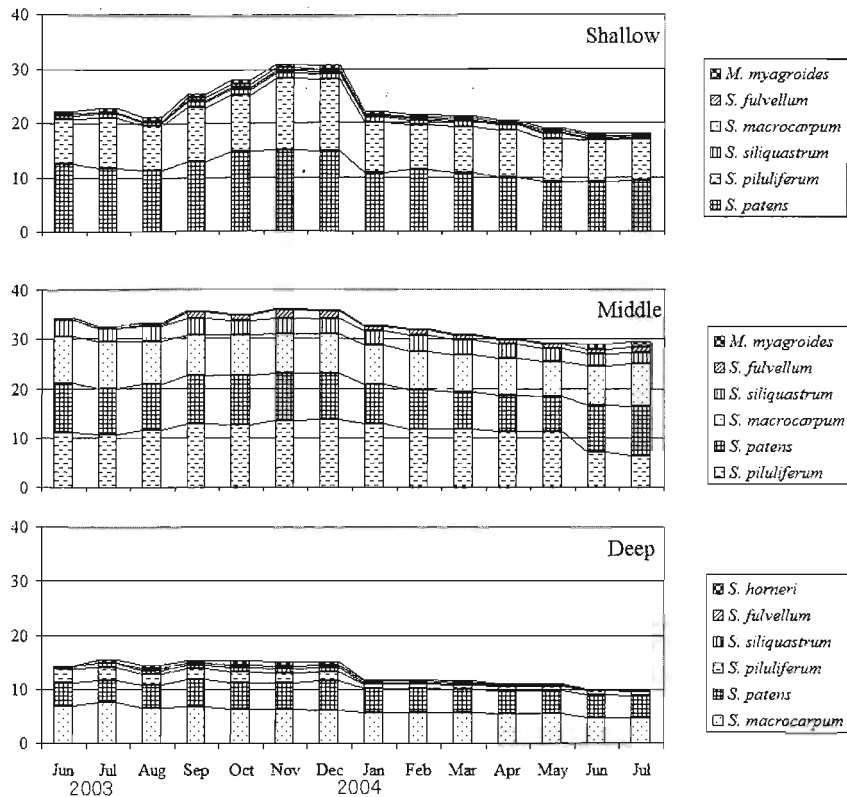 40
30
20
10
0
Shallow
M. myagroides
S. fulvellum
S. macrocarpum
S. siliquastrum
S. piluliferum
S. patens
40
30
20
10
0
Middle
M. myagroides
S. fulvellum
S. siliquastrum
S. macrocarpum
S. patens
S. piluliferum
40
30
20
10
0
Deep
S. horneri
S. fulvellum
S. siliquastrum
S. piluliferum
S. patens
S. macrocarpum
Jun Jul Aug Sep Oct Nov Dec Jan Feb Mar Apr May Jun Jul
2003 2004